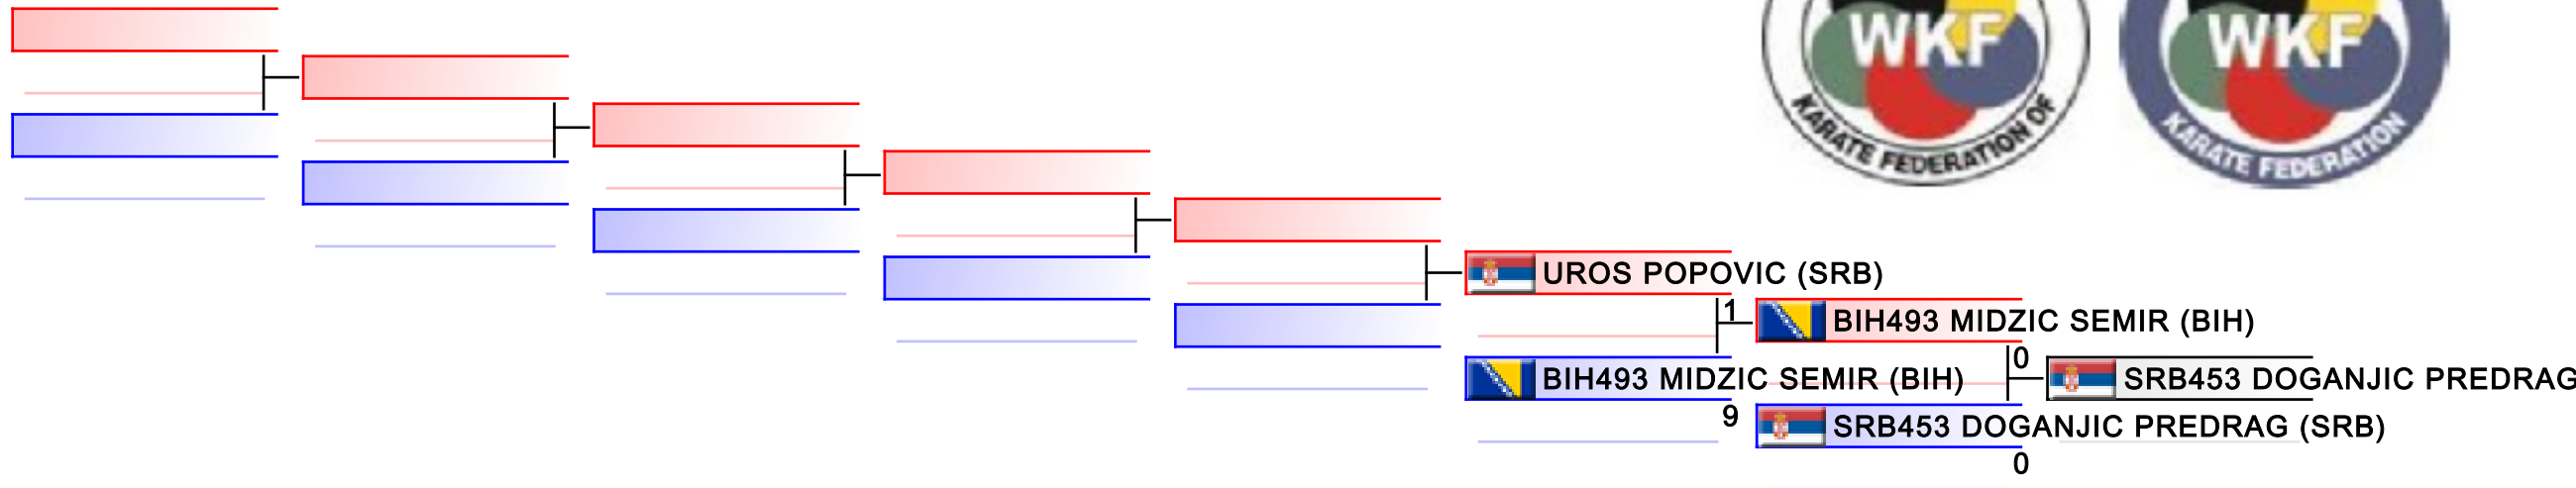 WKF
KARATE FEDERATION OF
WKF
KARATE FEDERATION
UROS POPOVIC (SRB)
1
BIH493 MIDZIC SEMIR (BIH)
0
BIH493 MIDZIC SEMIR (BIH)
SRB453 DOGANJIC PREDRAG
9
SRB453 DOGANJIC PREDRAG (SRB)
0